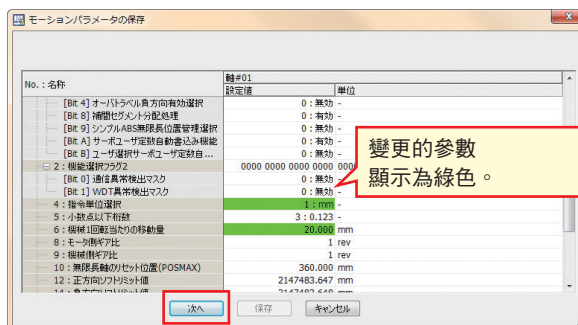 モーションパラメータの保存
軸#01
No.：名称
設定値 単位
[Bit 4] オーバトラベル負方向有効選択 0：無効 -
[Bit 8] 補間セグメント分配処理 0：有効 -
[Bit 9] シンプルABS無限長位置管理選択 0：無効 -
[Bit A] サーボユーザ定数自動書込み機能 0：有効 -
[Bit B] ユーザ選択サーボユーザ定数自... 0：無効 -
2：機能選択フラグ2 0000 0000 0000 0000
[Bit 0] 通信異常検出マスク 0：無効
[Bit 1] WDT異常検出マスク 0：無効
4：指令単位選択 1：mm -
5：小数点以下桁数 3：0.123 -
6：機械1回転当たりの移動量 20.000 mm
8：モータ側ギア比 1 rev
9：機械側ギア比 1 rev
10：無限長軸のリセット位置(POSMAX) 360.000 mm
12：正方向ソフトリミット値 2147483.647 mm
變更的參數
顯示為綠色。
次へ 保存 キャンセル